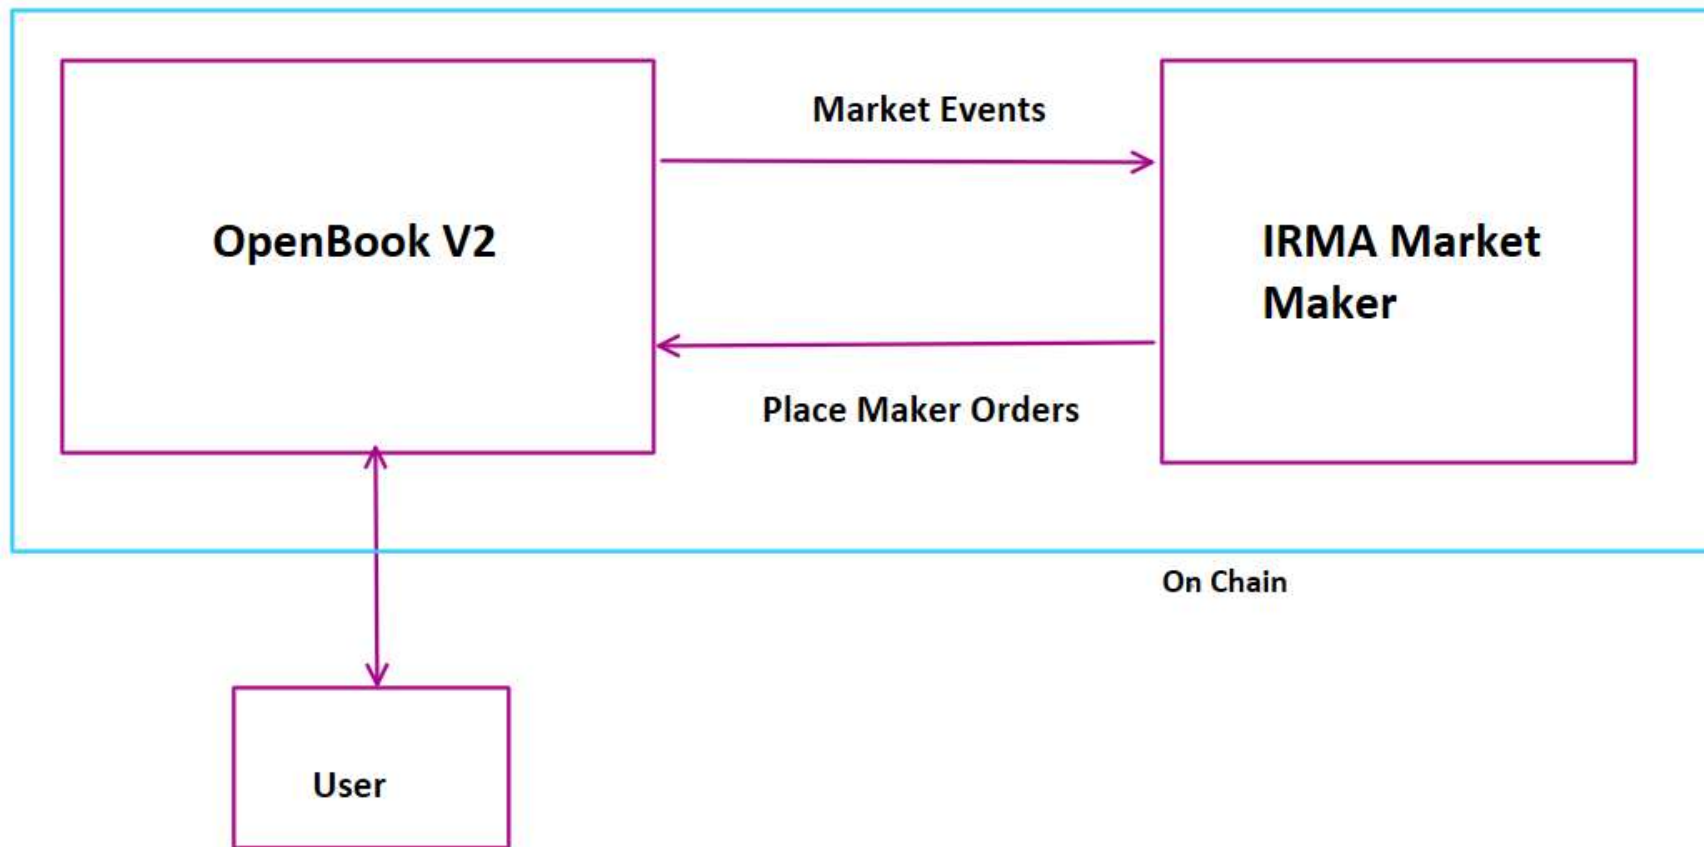 Market Events
OpenBook V2
IRMA Market
Maker
Place Maker Orders
On Chain
User